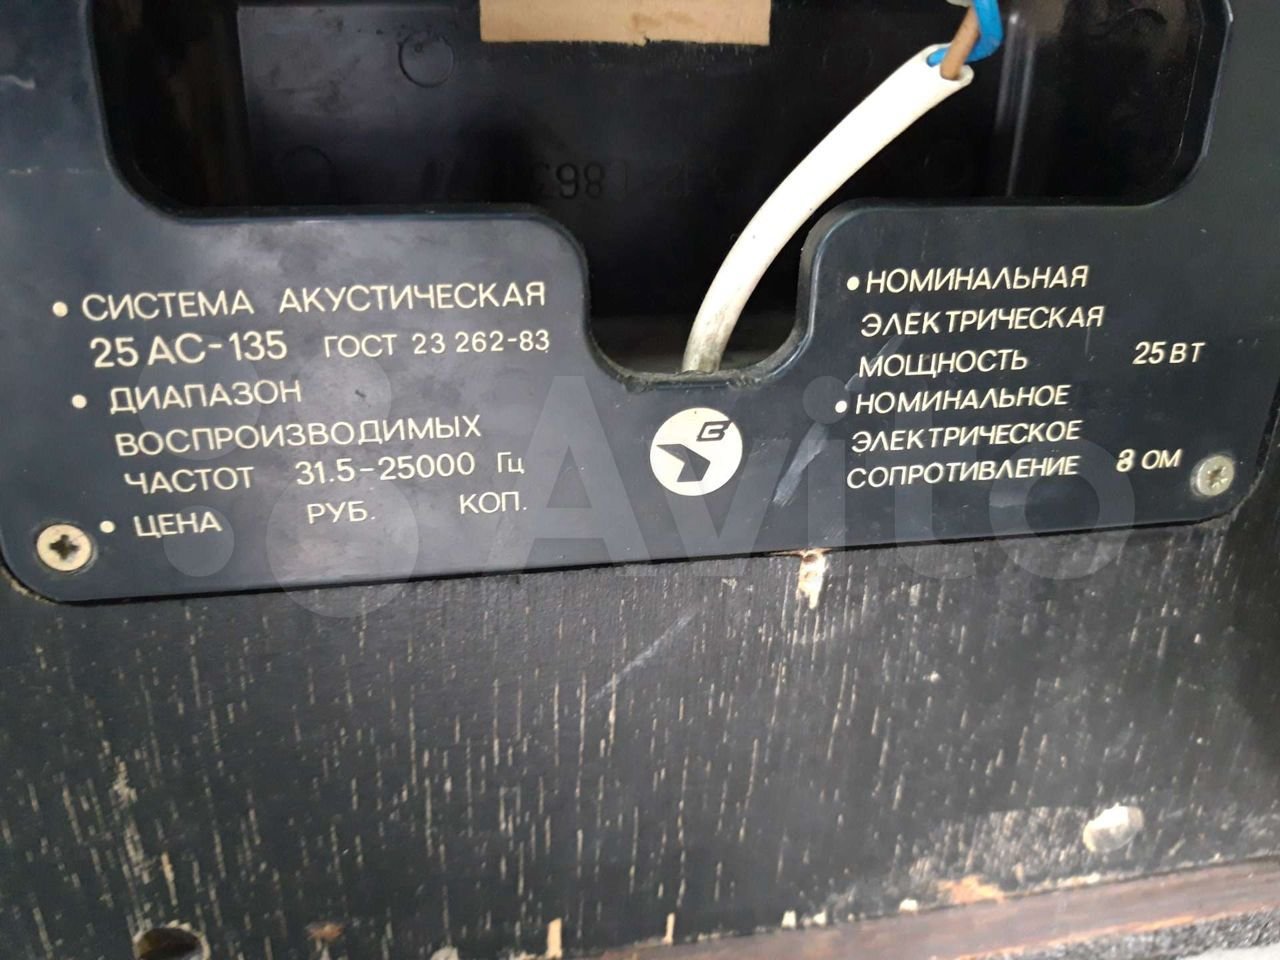 • СИСТЕМА АКУСТИЧЕСКАЯ
25 АС-135 ГОСТ 23 262-83
• ДИАПАЗОН
ВОСПРОИЗВОДИМЫХ
ЧАСТОТ 31.5-25000 Гц
• ЦЕНА РУБ. КОП.
• НОМИНАЛЬНАЯ
ЭЛЕКТРИЧЕСКАЯ
МОЩНОСТЬ 25 ВТ
• НОМИНАЛЬНОЕ
ЭЛЕКТРИЧЕСКОЕ
СОПРОТИВЛЕНИЕ 8 ОМ
Avito